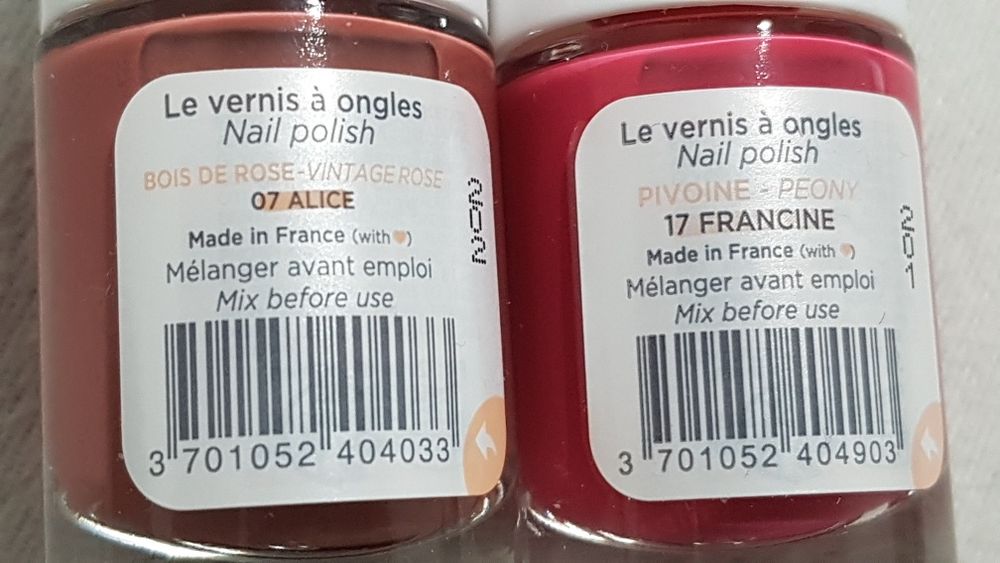 Le vernis à ongles
Nail polish
BOIS DE ROSE-VINTAGE ROSE
07 ALICE
Made in France (with)
Mélanger avant emploi
Mix before use
3 701052 404033
Le vernis à ongles
Nail polish
PIVOINE - PEONY
17 FRANCINE
Made in France (with)
Mélanger avant emploi
Mix before use
3 701052 404903